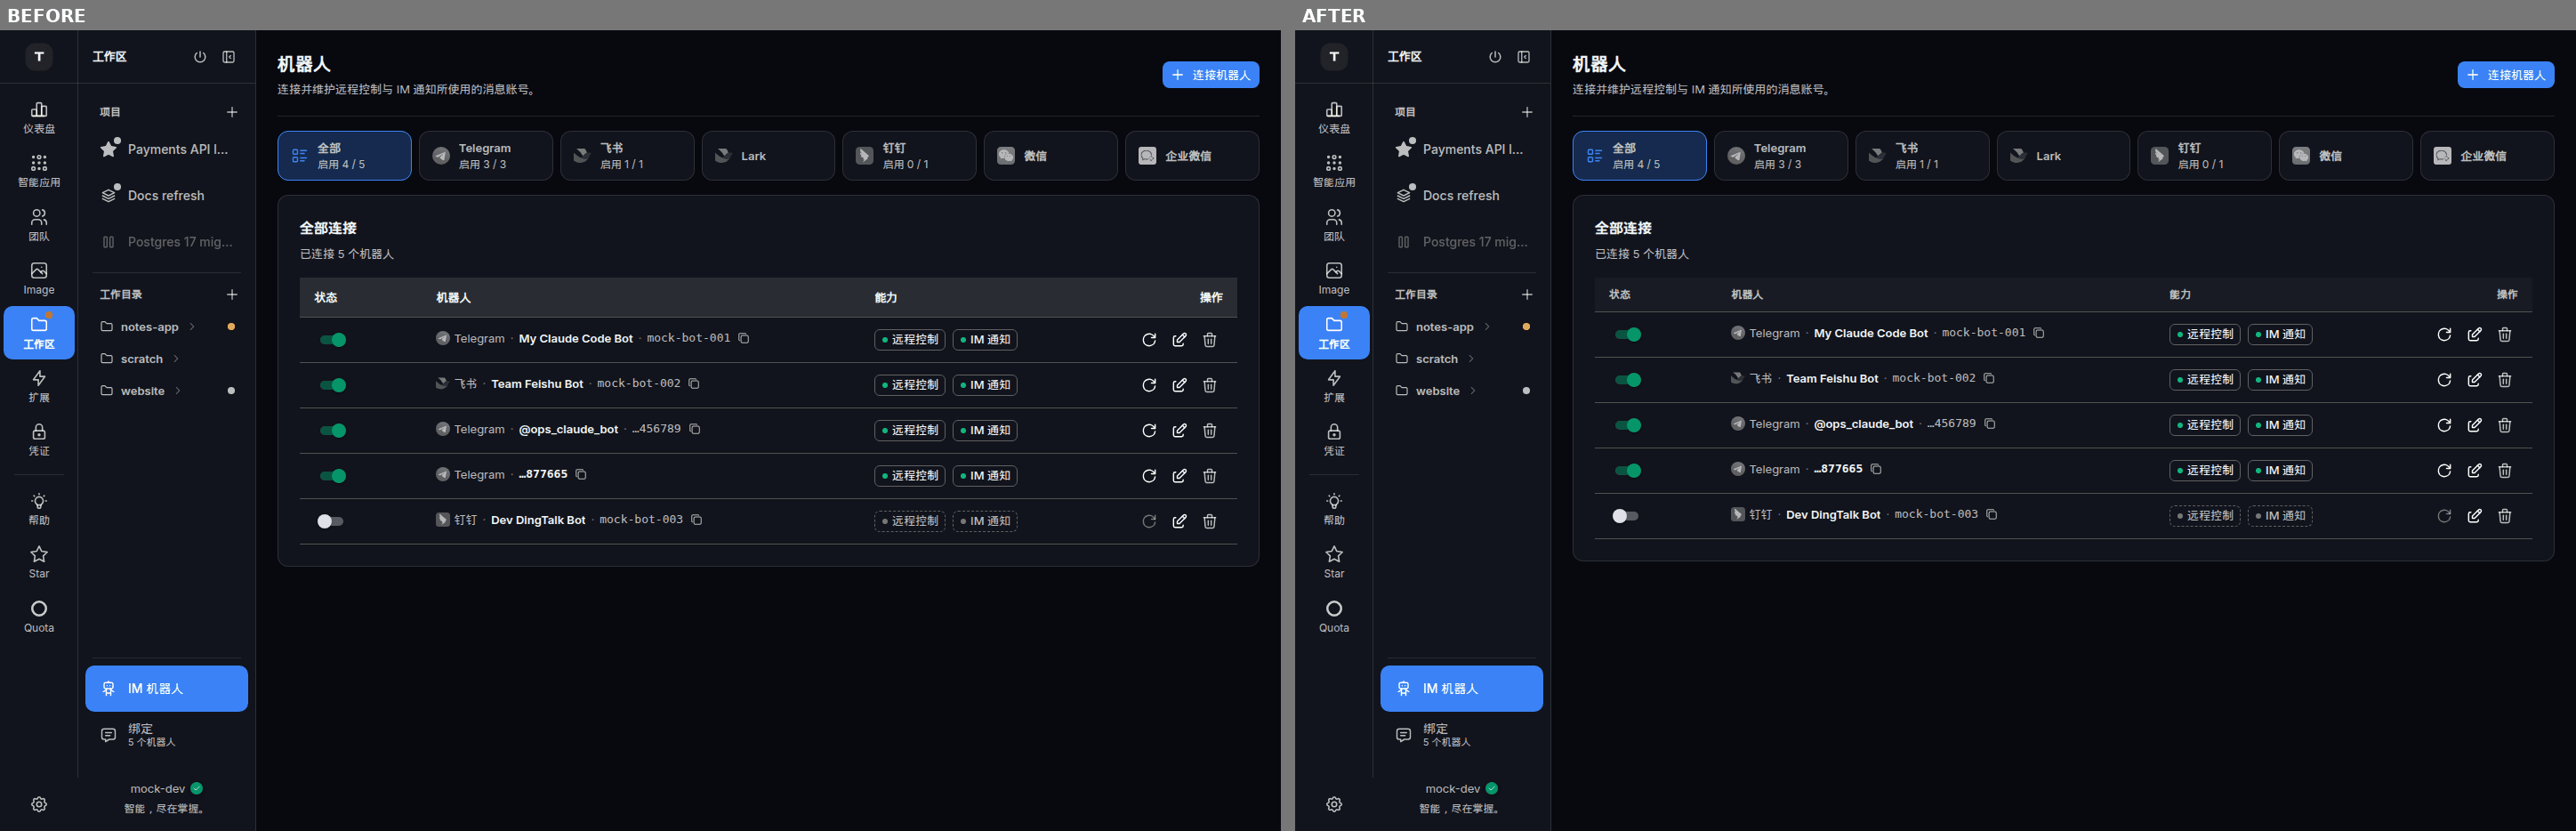 BEFORE
T
工作区
仪表盘
智能应用
团队
Image
工作区
扩展
凭证
帮助
Star
Quota
项目
Payments API I...
Docs refresh
Postgres 17 mig...
工作目录
notes-app
scratch
website
IM 机器人
绑定
5 个机器人
mock-dev
智能，尽在掌握。
机器人
连接并维护远程控制与 IM 通知所使用的消息账号。
连接机器人
全部
启用 4 / 5
Telegram
启用 3 / 3
飞书
启用 1 / 1
Lark
钉钉
启用 0 / 1
微信
企业微信
全部连接
已连接 5 个机器人
状态 机器人 能力 操作
Telegram · My Claude Code Bot · mock-bot-001 远程控制 IM 通知
飞书 · Team Feishu Bot · mock-bot-002 远程控制 IM 通知
Telegram · @ops_claude_bot · …456789 远程控制 IM 通知
Telegram · …877665 远程控制 IM 通知
钉钉 · Dev DingTalk Bot · mock-bot-003 远程控制 IM 通知
AFTER
T
工作区
仪表盘
智能应用
团队
Image
工作区
扩展
凭证
帮助
Star
Quota
项目
Payments API I...
Docs refresh
Postgres 17 mig...
工作目录
notes-app
scratch
website
IM 机器人
绑定
5 个机器人
mock-dev
智能，尽在掌握。
机器人
连接并维护远程控制与 IM 通知所使用的消息账号。
连接机器人
全部
启用 4 / 5
Telegram
启用 3 / 3
飞书
启用 1 / 1
Lark
钉钉
启用 0 / 1
微信
企业微信
全部连接
已连接 5 个机器人
状态 机器人 能力 操作
Telegram · My Claude Code Bot · mock-bot-001 远程控制 IM 通知
飞书 · Team Feishu Bot · mock-bot-002 远程控制 IM 通知
Telegram · @ops_claude_bot · …456789 远程控制 IM 通知
Telegram · …877665 远程控制 IM 通知
钉钉 · Dev DingTalk Bot · mock-bot-003 远程控制 IM 通知